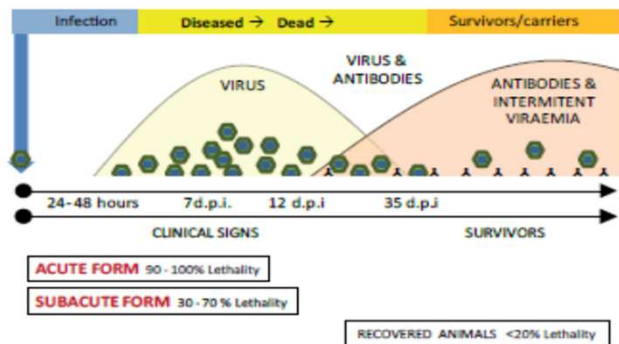 Infection
Diseased → Dead →
Survivors/carriers
VIRUS &
ANTIBODIES
VIRUS
ANTIBODIES &
INTERMITENT
VIRAEMIA
24-48 hours 7d.p.i. 12 d.p.i 35 d.p.i
CLINICAL SIGNS SURVIVORS
ACUTE FORM 90-100% Lethality
SUBACUTE FORM 30-70 % Lethality
RECOVERED ANIMALS <20% Lethality